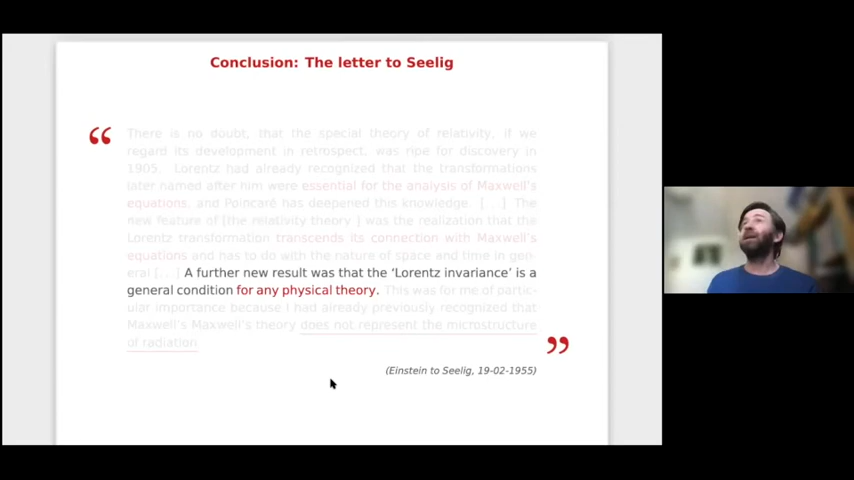 Conclusion: The letter to Seelig
“
There is no doubt, that the special theory of relativity, if we
regard its development in retrospect, was ripe for discovery in
1905. Lorentz had already recognized that the transformations
later named after him were essential for the analysis of Maxwell's
equations, and Poincaré has deepened this knowledge. [...] The
new feature of [the relativity theory ] was the realization that the
Lorentz transformation transcends its connection with Maxwell's
equations and has to do with the nature of space and time in gen-
eral [...] A further new result was that the ‘Lorentz invariance’ is a
general condition for any physical theory. This was for me of partic-
ular importance because I had already previously recognized that
Maxwell's Maxwell's theory does not represent the microstructure
of radiation
”
(Einstein to Seelig, 19-02-1955)